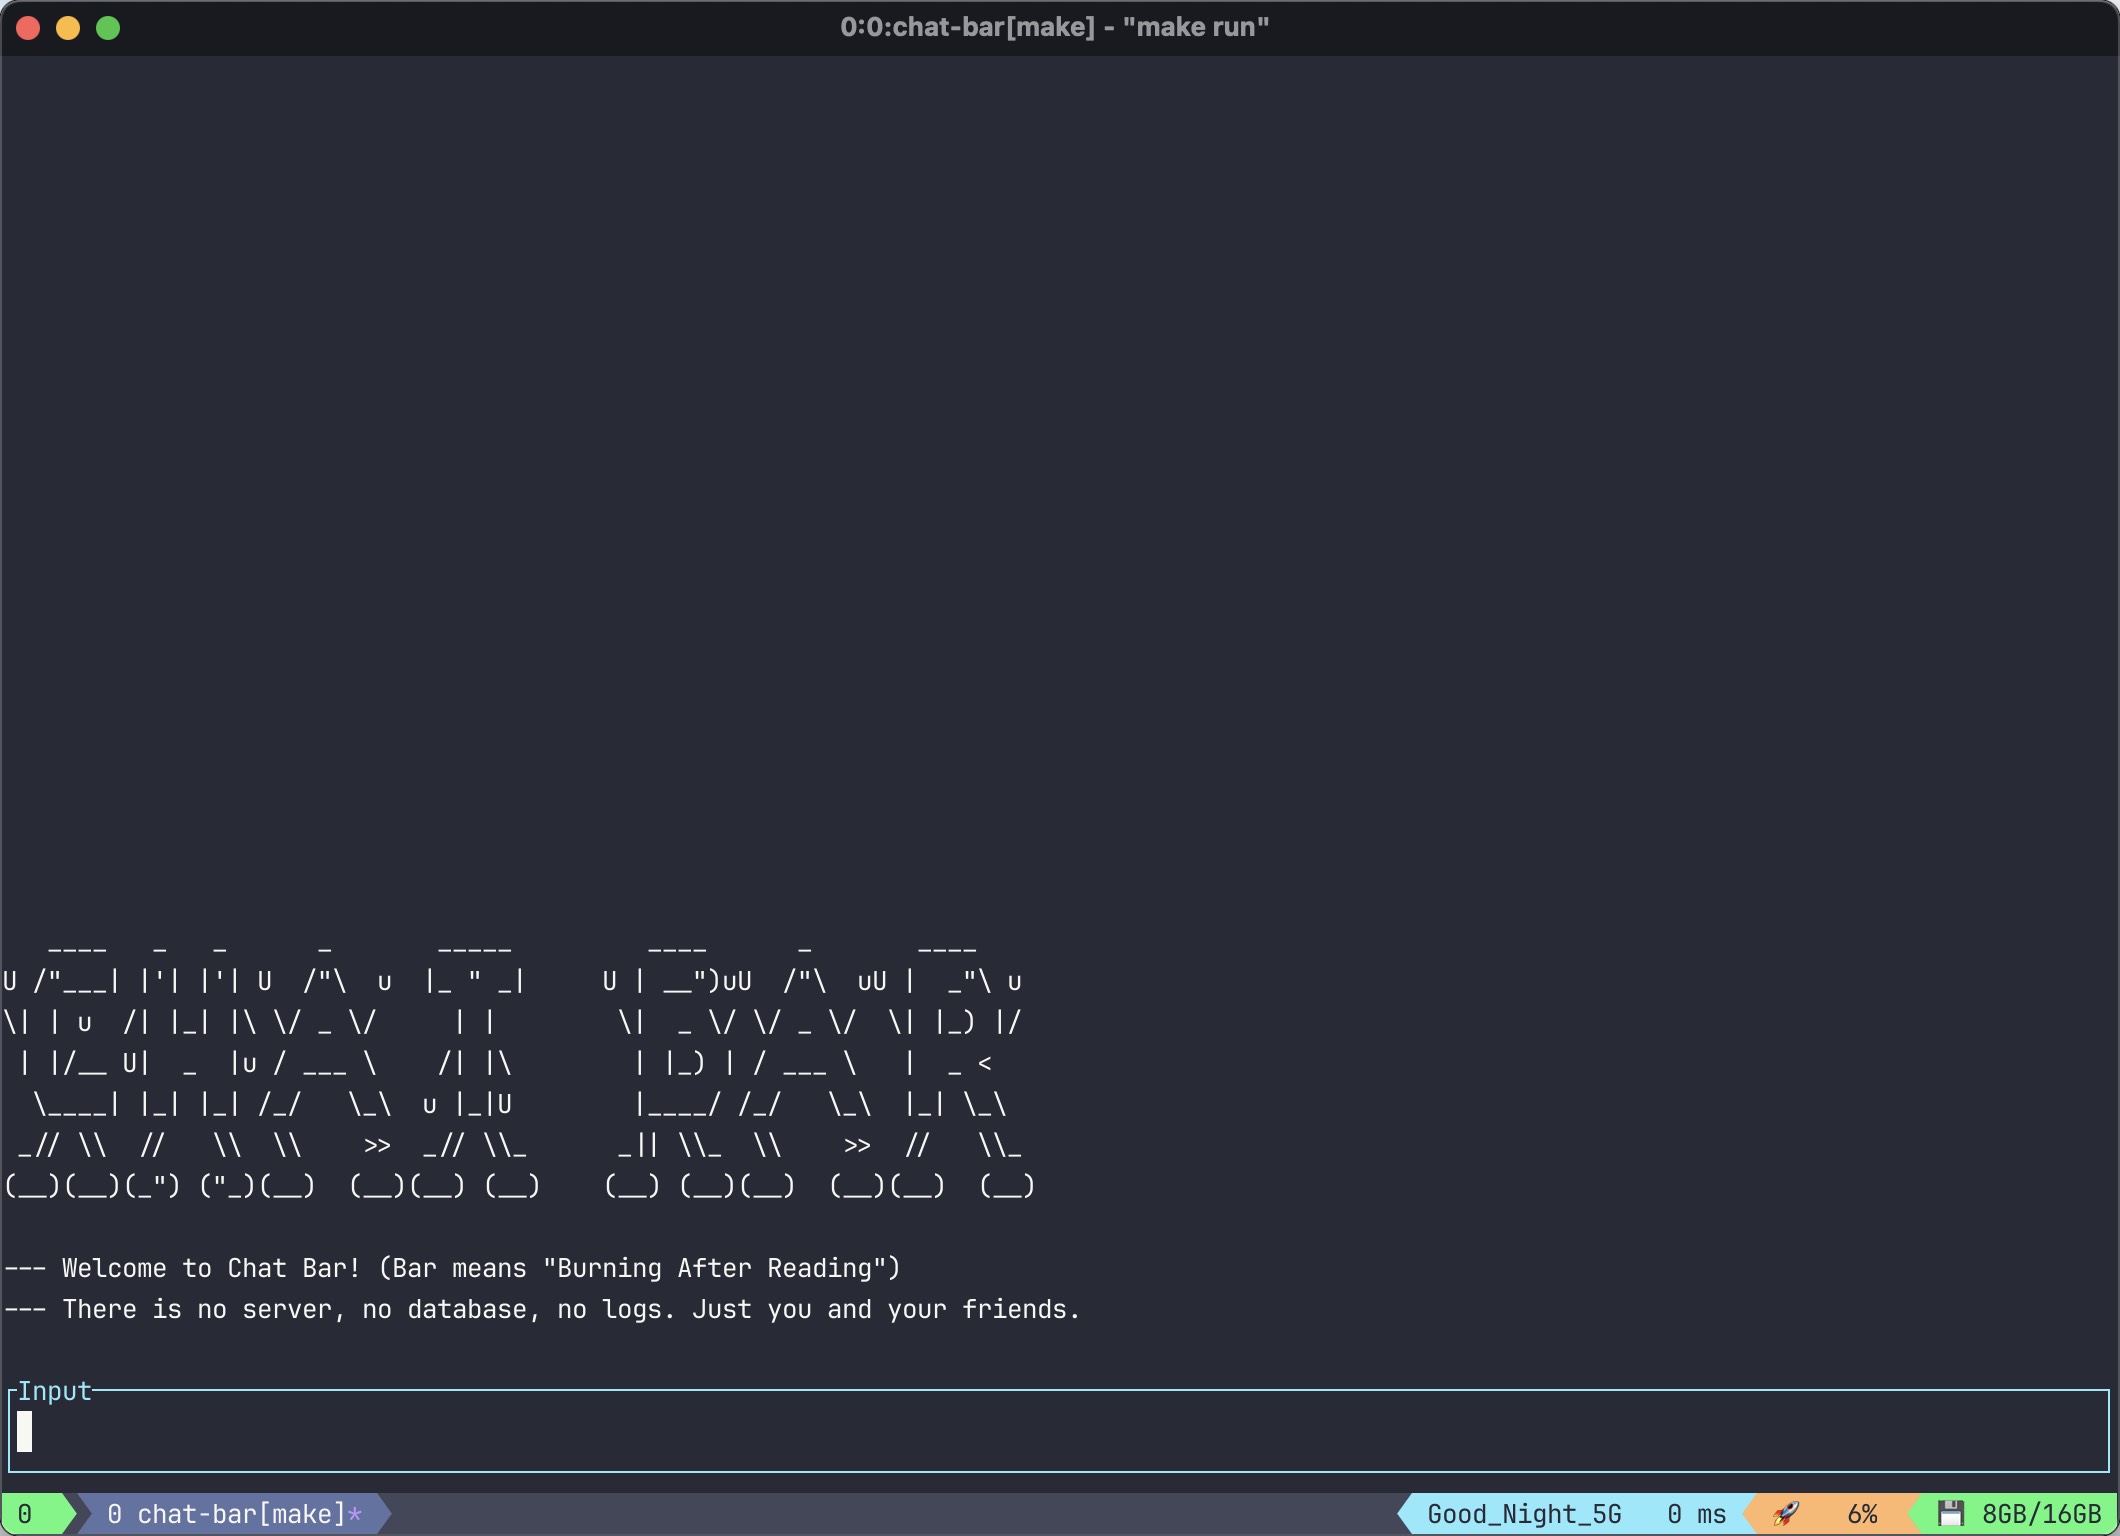 0:0:chat-bar[make] - "make run"
   ____   _   _      _       _____         ____      _       ____
U /"___| |'| |'| U  /"\  u  |_ " _|     U | __")uU  /"\  uU |  _"\ u
\| | u  /| |_| |\ \/ _ \/     | |        \|  _ \/ \/ _ \/  \| |_) |/
 | |/__ U|  _  |u / ___ \    /| |\        | |_) | / ___ \   |  _ <
  \____| |_| |_| /_/   \_\  u |_|U        |____/ /_/   \_\  |_| \_\
 _// \\  //   \\  \\    >>  _// \\_      _|| \\_  \\    >>  //   \\_
(__)(__)(_") ("_)(__)  (__)(__) (__)    (__) (__)(__)  (__)(__)  (__)
--- Welcome to Chat Bar! (Bar means "Burning After Reading")
--- There is no server, no database, no logs. Just you and your friends.
Input
0 0 chat-bar[make]* Good_Night_5G 0 ms 🚀 6% 💾 8GB/16GB